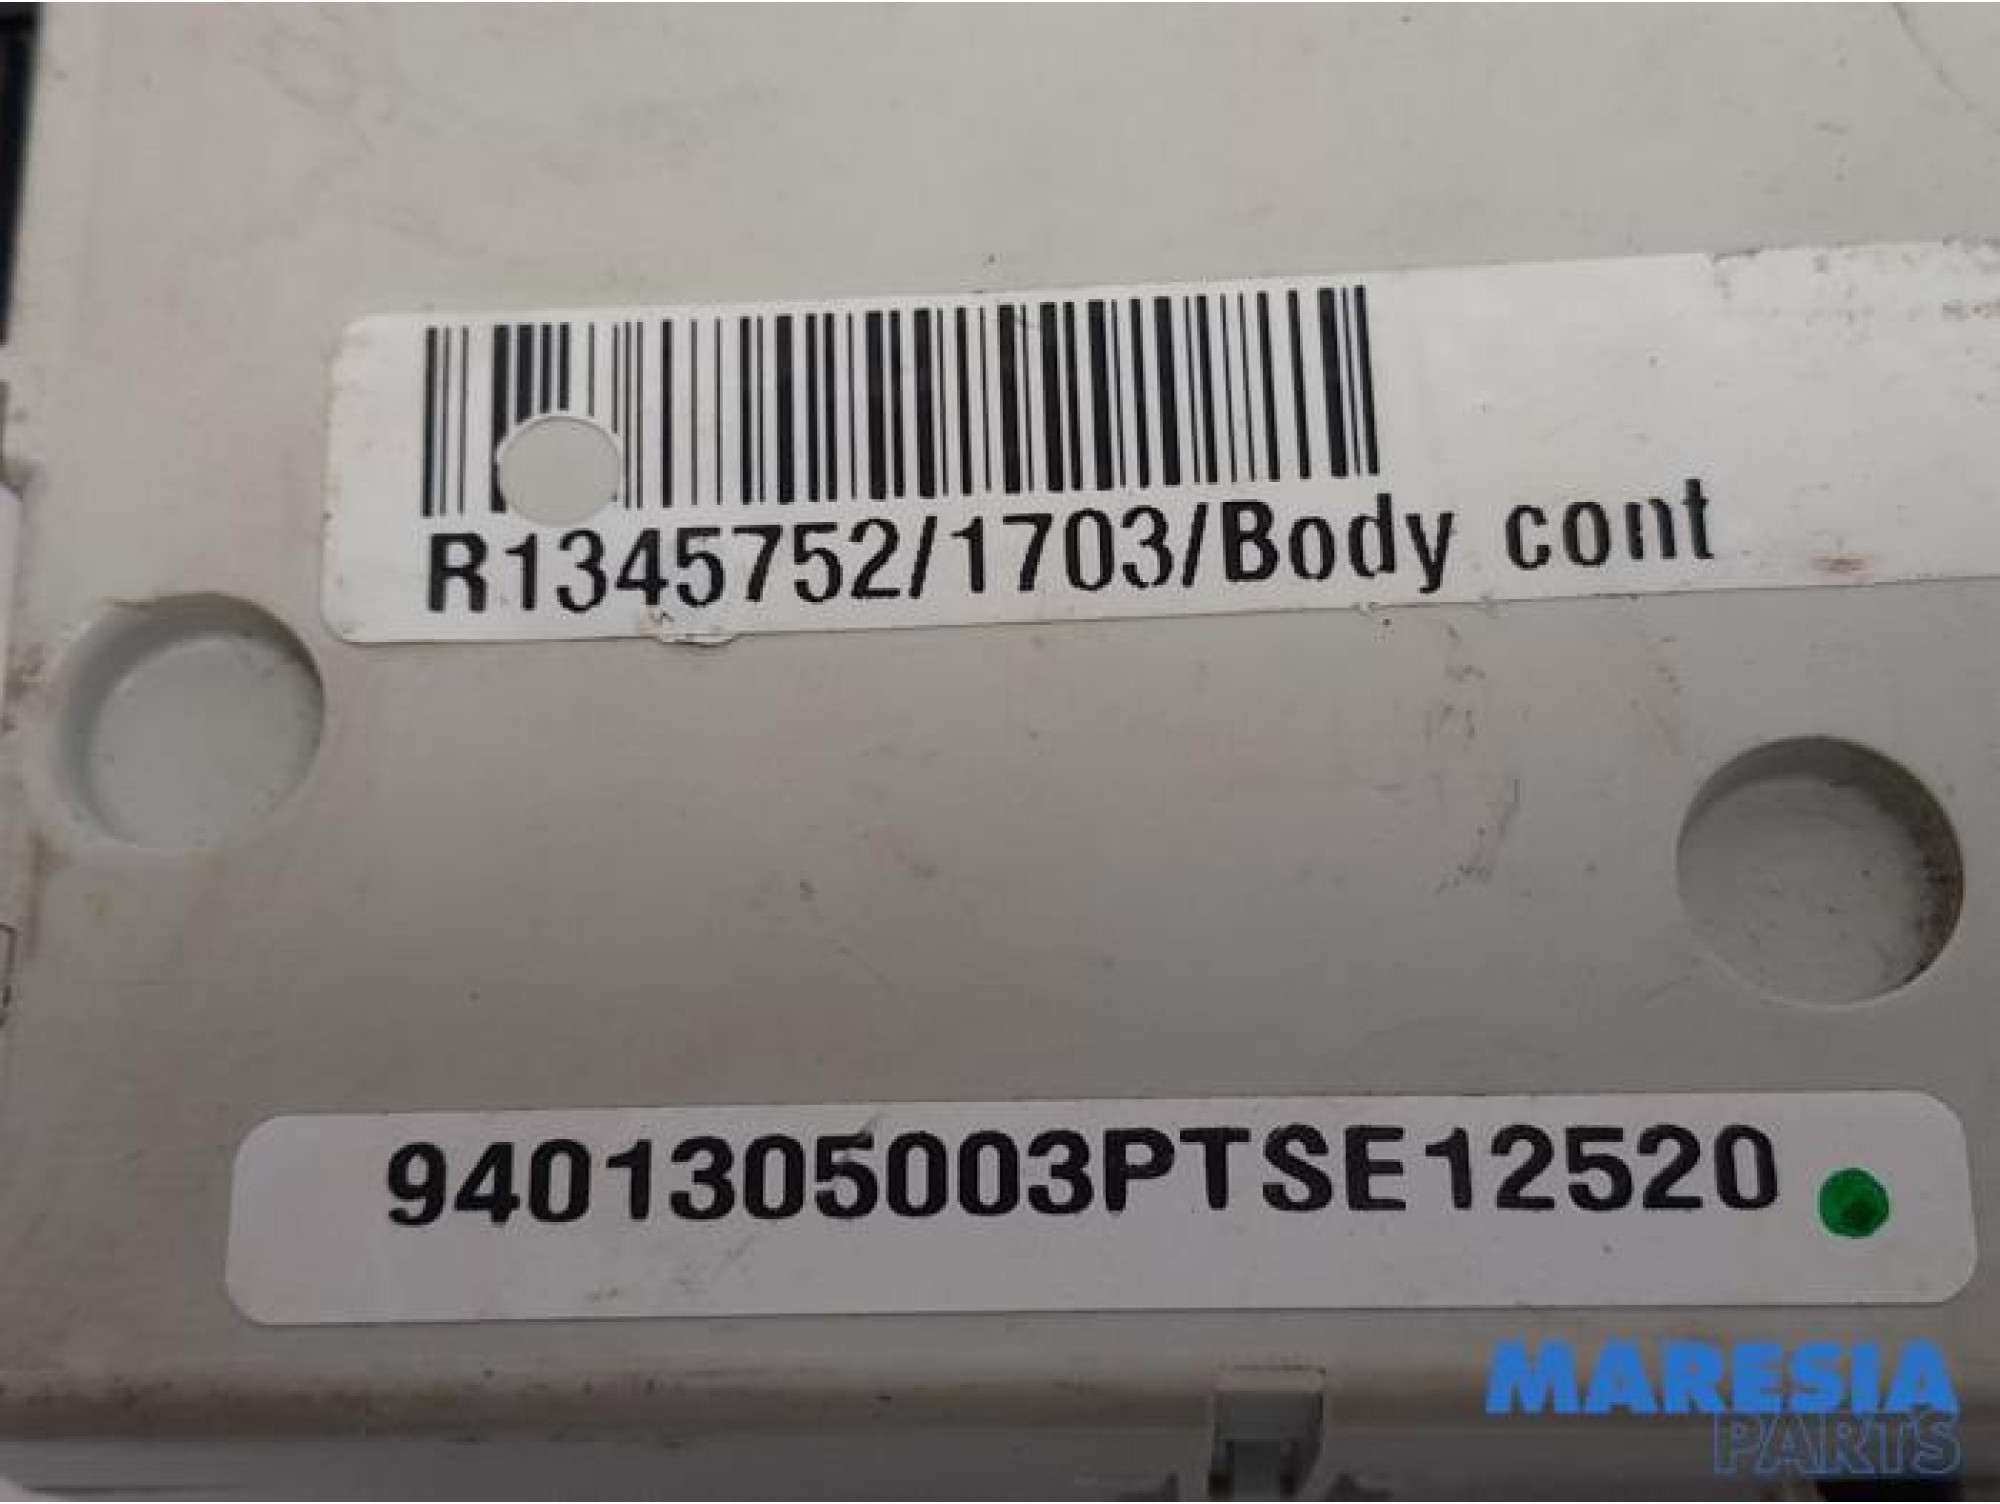 R1345752/1703/Body cont
9401305003PTSE12520
MARESIA
PARTS